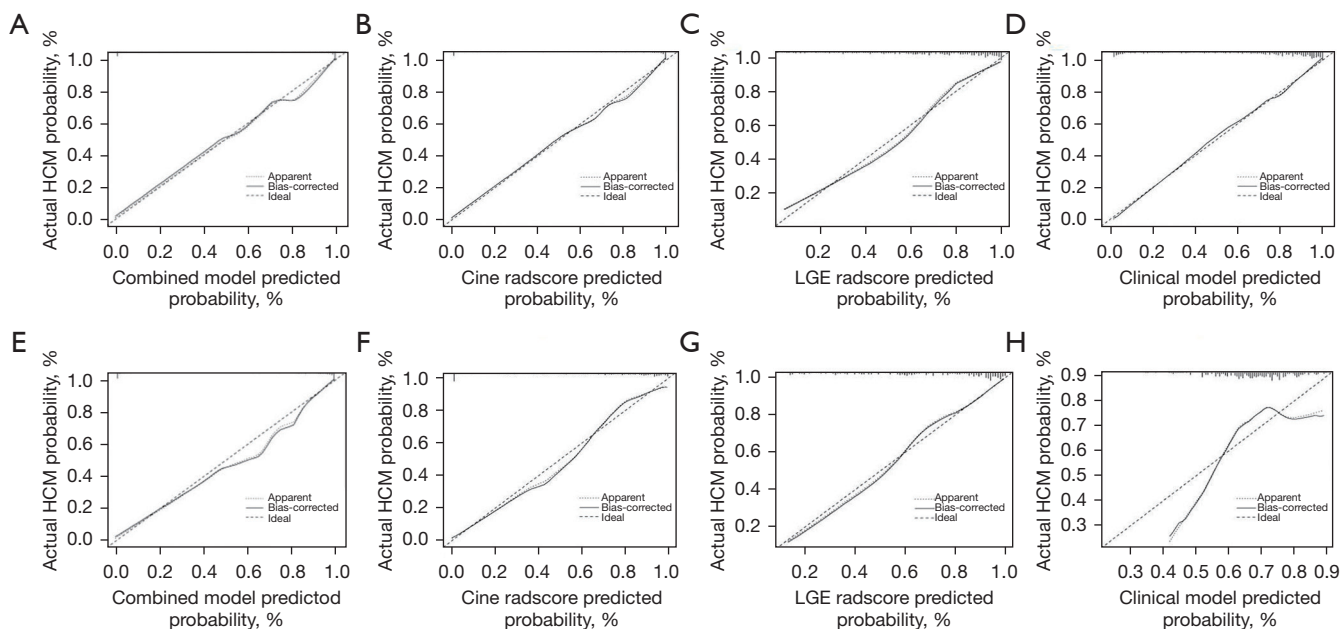 A
Actual HCM probability, %
1.0
0.8
0.6
0.4
0.2
0.0
Apparent
Bias-corrected
Ideal
0.0 0.2 0.4 0.6 0.8 1.0
Combined model predicted
probability, %
B
Actual HCM probability, %
1.0
0.8
0.6
0.4
0.2
0.0
Apparent
Bias-corrected
Ideal
0.0 0.2 0.4 0.6 0.8 1.0
Cine radscore predicted
probability, %
C
Actual HCM probability, %
1.0
0.8
0.6
0.4
0.2
Apparent
Bias-corrected
Ideal
0.2 0.4 0.6 0.8 1.0
LGE radscore predicted
probability, %
D
Actual HCM probability, %
1.0
0.8
0.6
0.4
0.2
0.0
Apparent
Bias-corrected
Ideal
0.0 0.2 0.4 0.6 0.8 1.0
Clinical model predicted
probability, %
E
Actual HCM probability, %
1.0
0.8
0.6
0.4
0.2
0.0
Apparent
Bias-corrected
Ideal
0.0 0.2 0.4 0.6 0.8 1.0
Combined model predictod
probability, %
F
Actual HCM probability, %
1.0
0.8
0.6
0.4
0.2
0.0
Apparent
Bias-corrected
Ideal
0.0 0.2 0.4 0.6 0.8 1.0
Cine radscore predicted
probability, %
G
Actual HCM probability, %
1.0
0.8
0.6
0.4
0.2
Apparent
Bias-corrected
Ideal
0.2 0.4 0.6 0.8 1.0
LGE radscore predicted
probability, %
H
Actual HCM probability, %
0.9
0.8
0.7
0.6
0.5
0.4
0.3
Apparent
Bias-corrected
Ideal
0.3 0.4 0.5 0.6 0.7 0.8 0.9
Clinical model predicted
probability, %